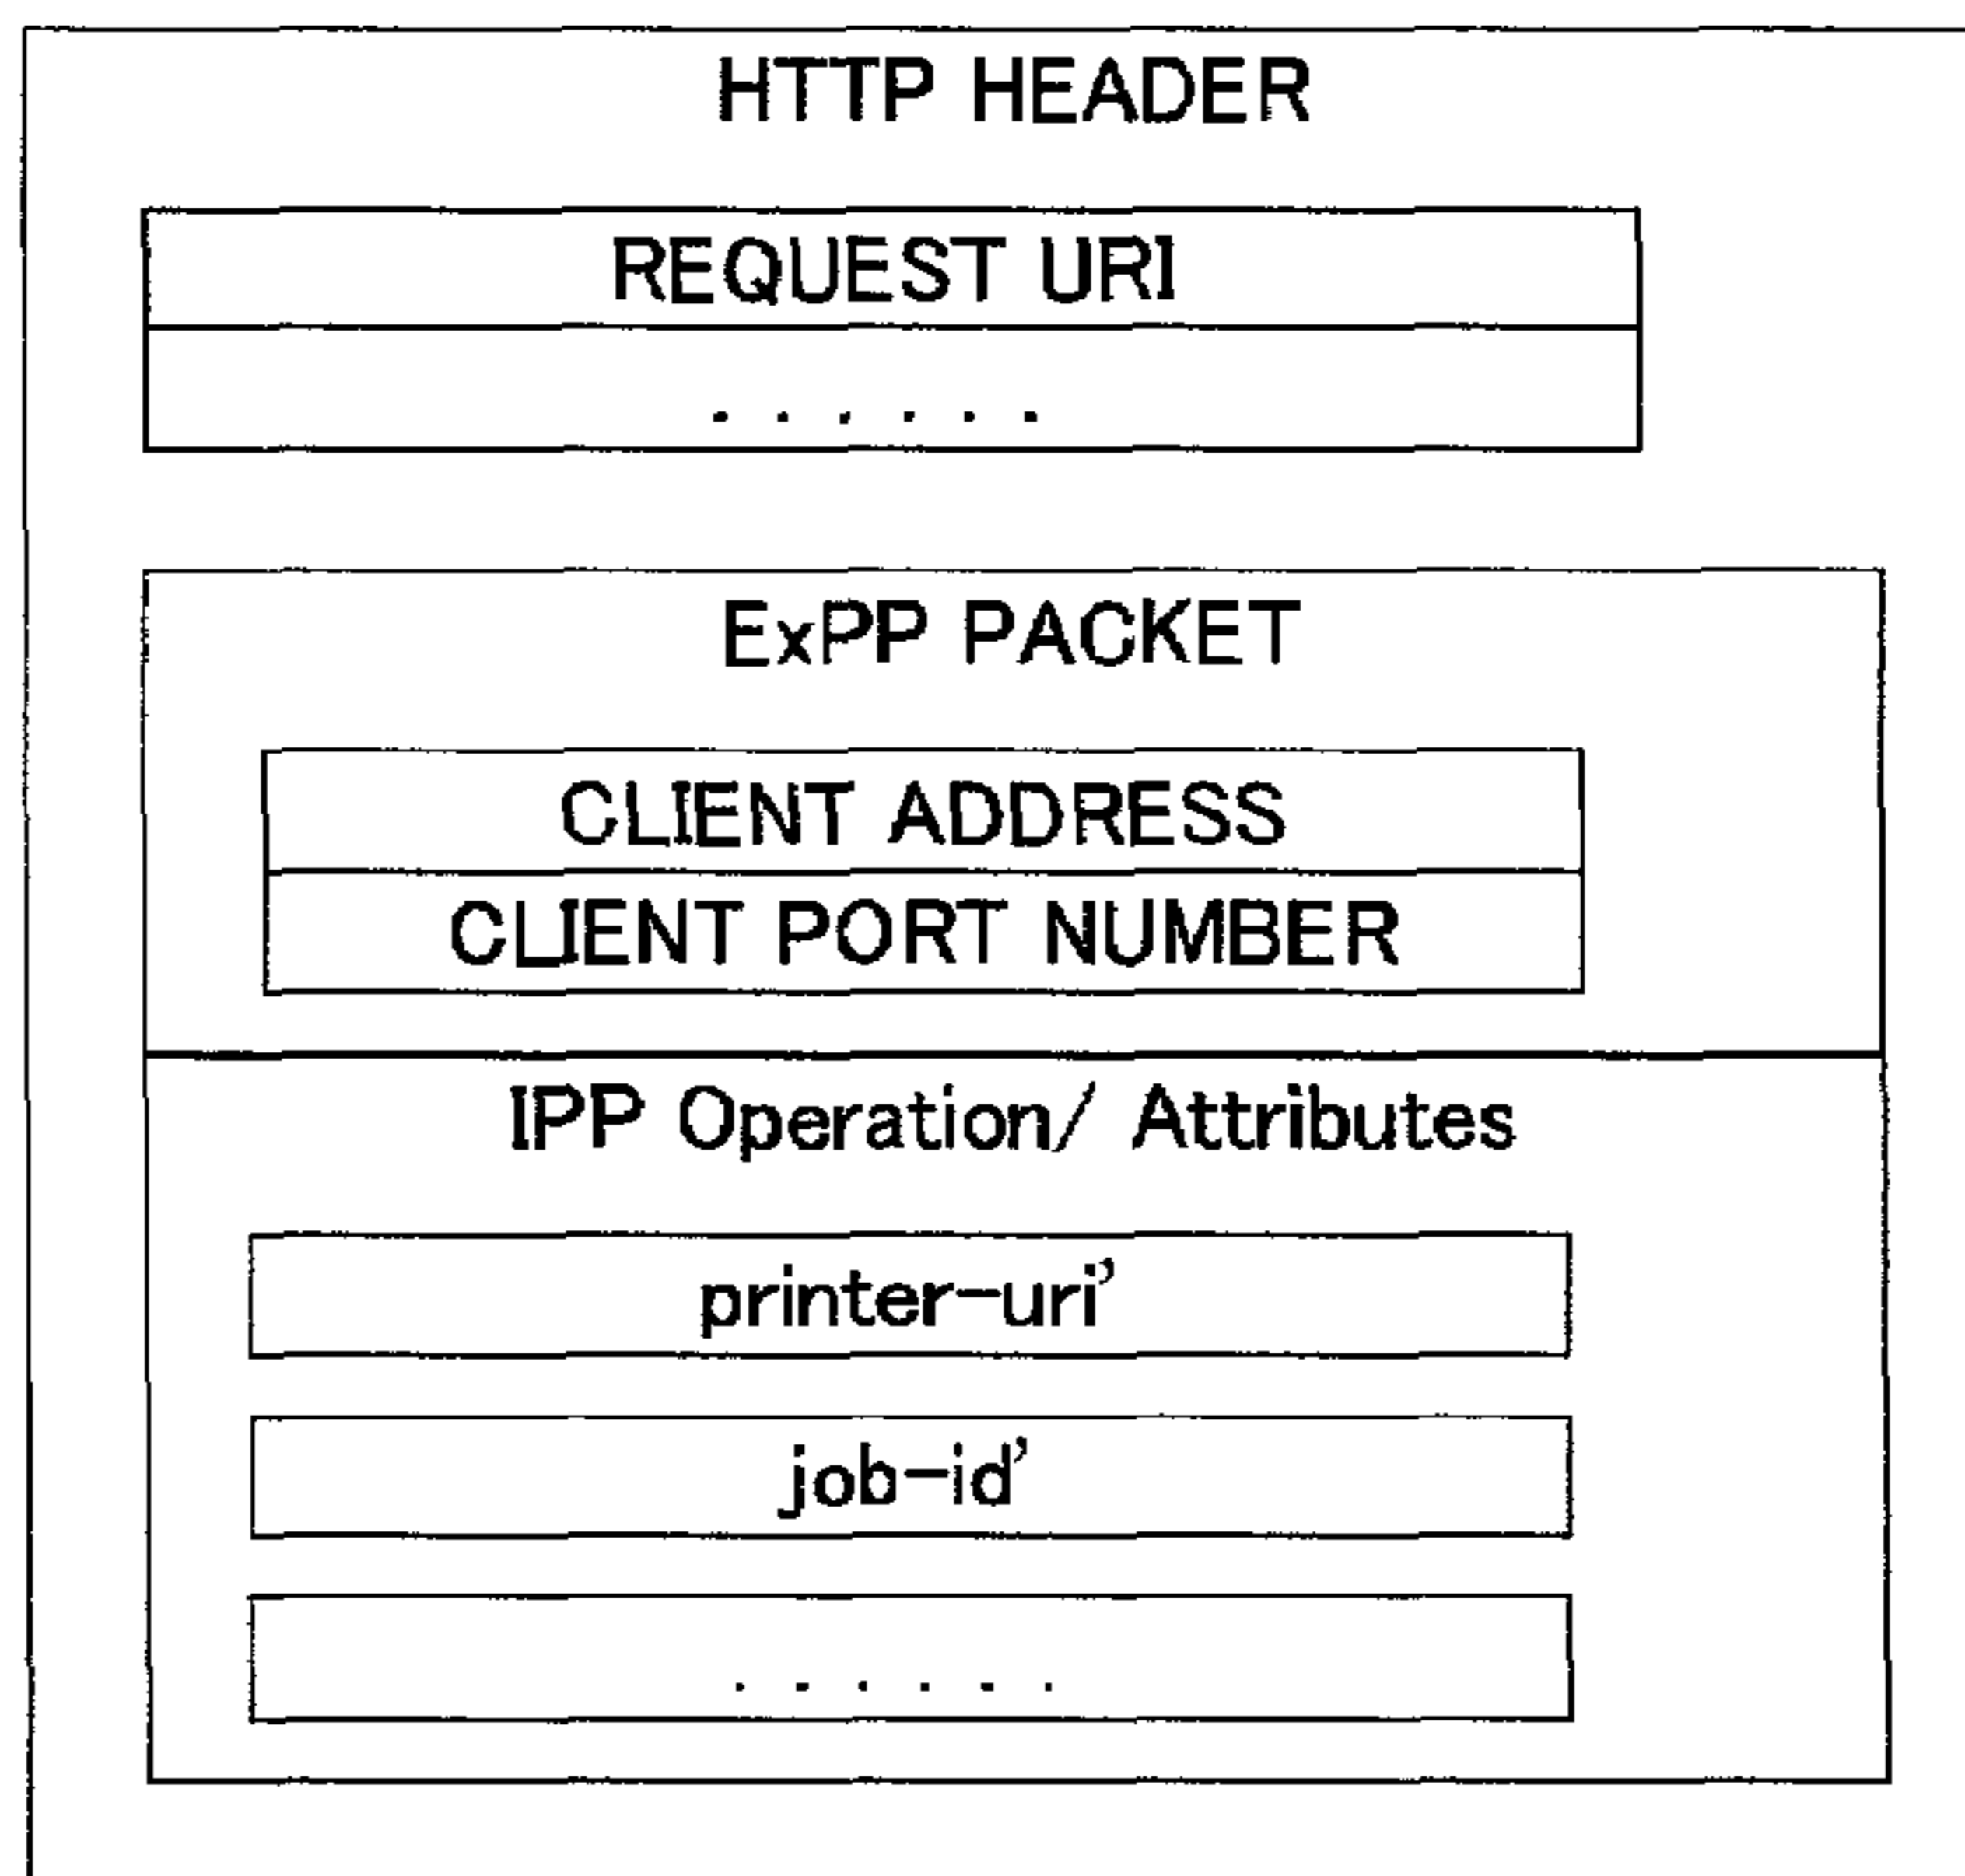 HTTP HEADER
REQUEST URI
. . . . . .
ExPP PACKET
CLIENT ADDRESS
CLIENT PORT NUMBER
IPP Operation/ Attributes
printer-uri'
job-id'
. . . . . .